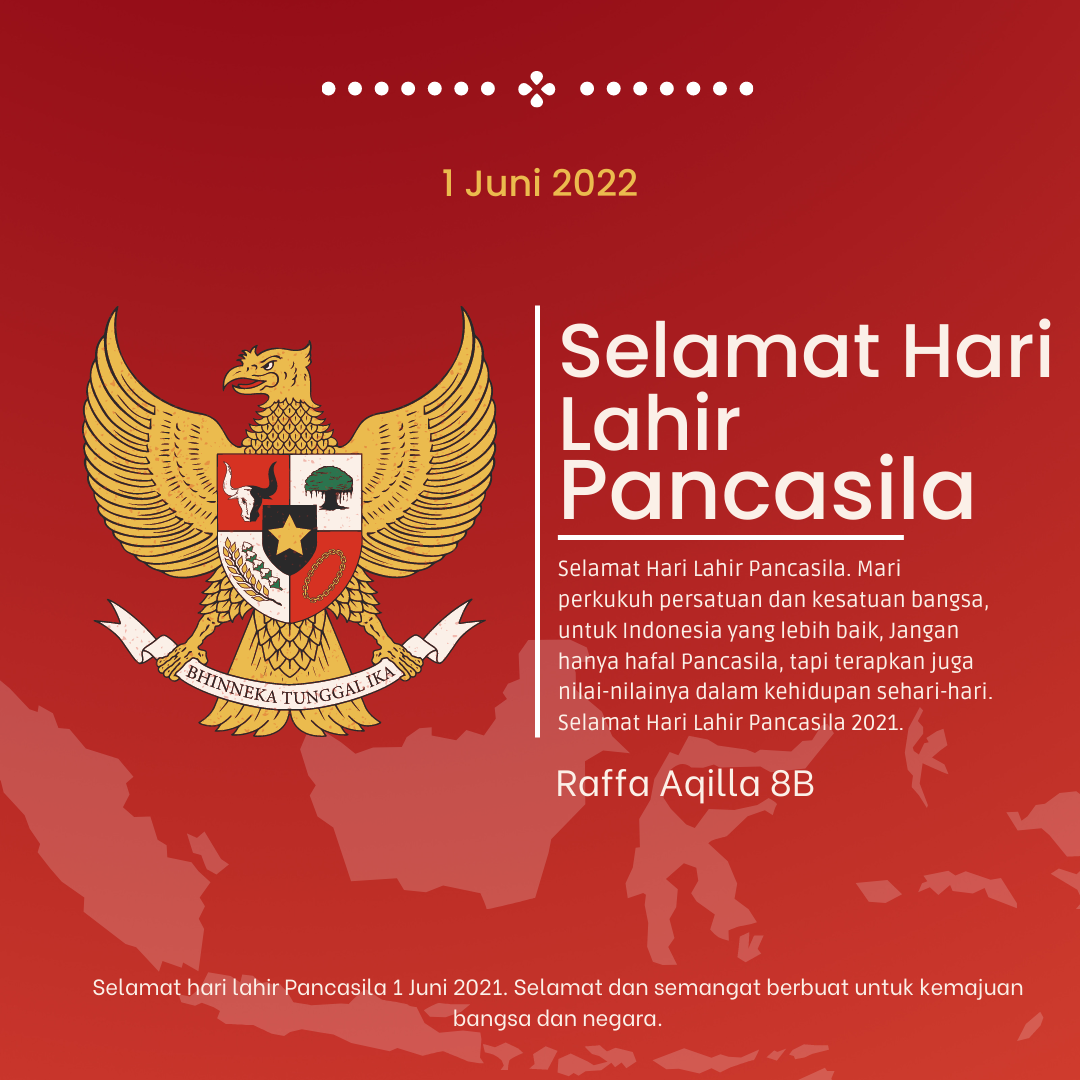 1 Juni 2022
Selamat Hari
Lahir
Pancasila
Selamat Hari Lahir Pancasila. Mari
perkukuh persatuan dan kesatuan bangsa,
untuk Indonesia yang lebih baik, Jangan
hanya hafal Pancasila, tapi terapkan juga
nilai-nilainya dalam kehidupan sehari-hari.
Selamat Hari Lahir Pancasila 2021.
BHINNEKA TUNGGAL IKA
Raffa Aqilla 8B
Selamat hari lahir Pancasila 1 Juni 2021. Selamat dan semangat berbuat untuk kemajuan
bangsa dan negara.